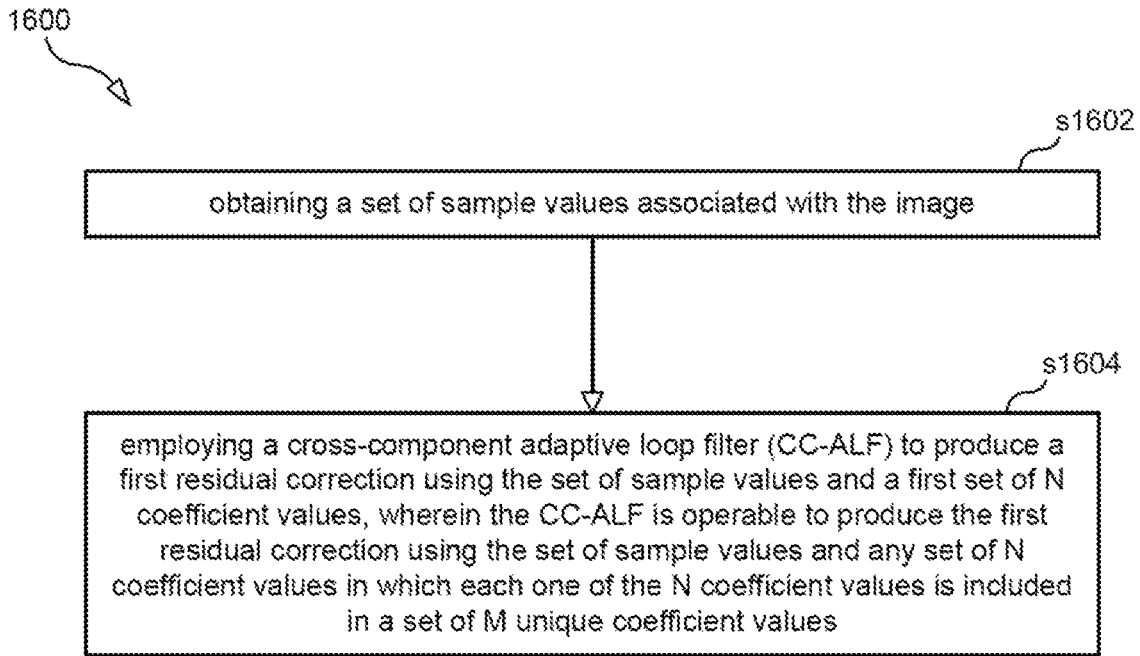 1600
s1602
obtaining a set of sample values associated with the image
s1604
employing a cross-component adaptive loop filter (CC-ALF) to produce a
first residual correction using the set of sample values and a first set of N
coefficient values, wherein the CC-ALF is operable to produce the first
residual correction using the set of sample values and any set of N
coefficient values in which each one of the N coefficient values is included
in a set of M unique coefficient values